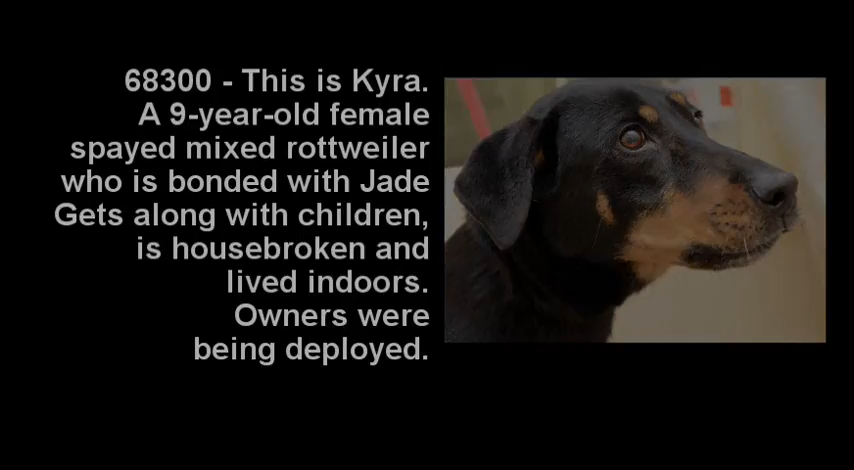 68300 - This is Kyra.
A 9-year-old female
spayed mixed rottweiler
who is bonded with Jade
Gets along with children,
is housebroken and
lived indoors.
Owners were
being deployed.